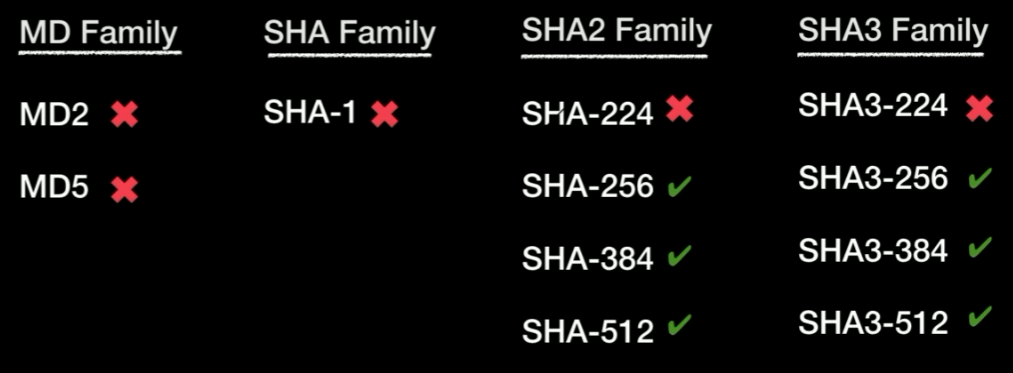 MD Family
MD2 ✖
MD5 ✖
SHA Family
SHA-1 ✖
SHA2 Family
SHA-224 ✖
SHA-256 ✔
SHA-384 ✔
SHA-512 ✔
SHA3 Family
SHA3-224 ✖
SHA3-256 ✔
SHA3-384 ✔
SHA3-512 ✔